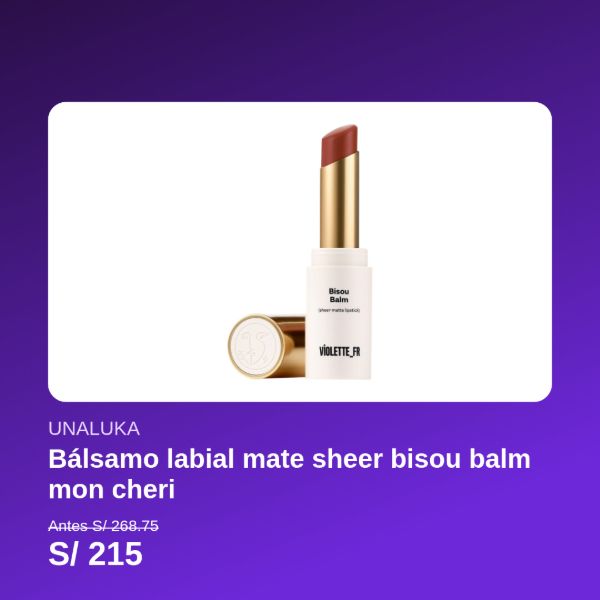 Bisou
Balm
(sheer matte lipstick)
VIOLETTE_FR
UNALUKA
Bálsamo labial mate sheer bisou balm
mon cheri
Antes S/ 268.75
S/ 215